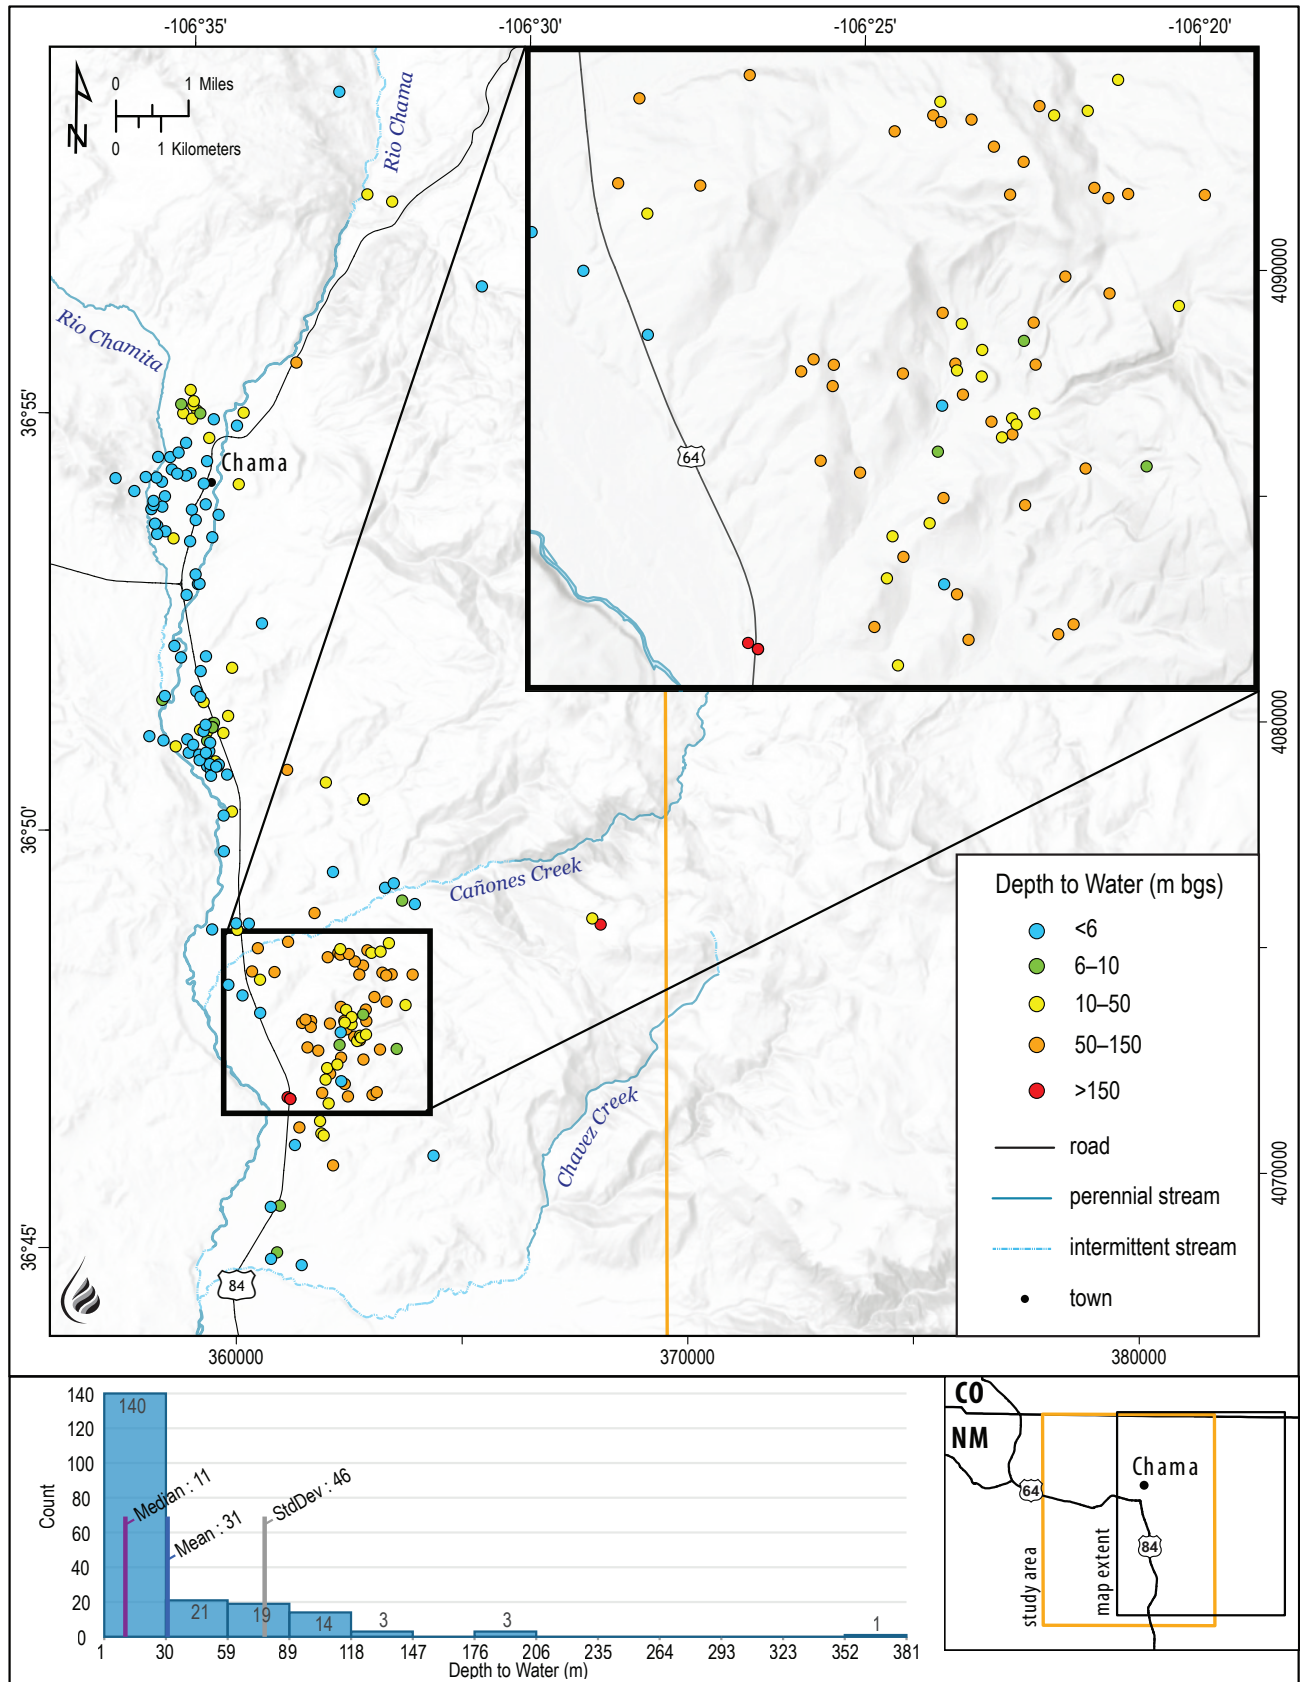 -106°35'
-106°30'
-106°25'
-106°20'
0 1 Miles
0 1 Kilometers
N
Rio Chama
Rio Chamita
36°55'
Chama
64
4090000
4080000
36°50'
Cañones Creek
Chavez Creek
4070000
36°45'
84
Depth to Water (m bgs)
<6
6–10
10–50
50–150
>150
road
perennial stream
intermittent stream
town
360000
370000
380000
Count
140
120
100
80
60
40
20
0
140
21
19
14
3
3
1
Median : 11
Mean : 31
StdDev : 46
1 30 59 89 118 147 176 206 235 264 293 323 352 381
Depth to Water (m)
CO
NM
Chama
64
84
study area
map extent